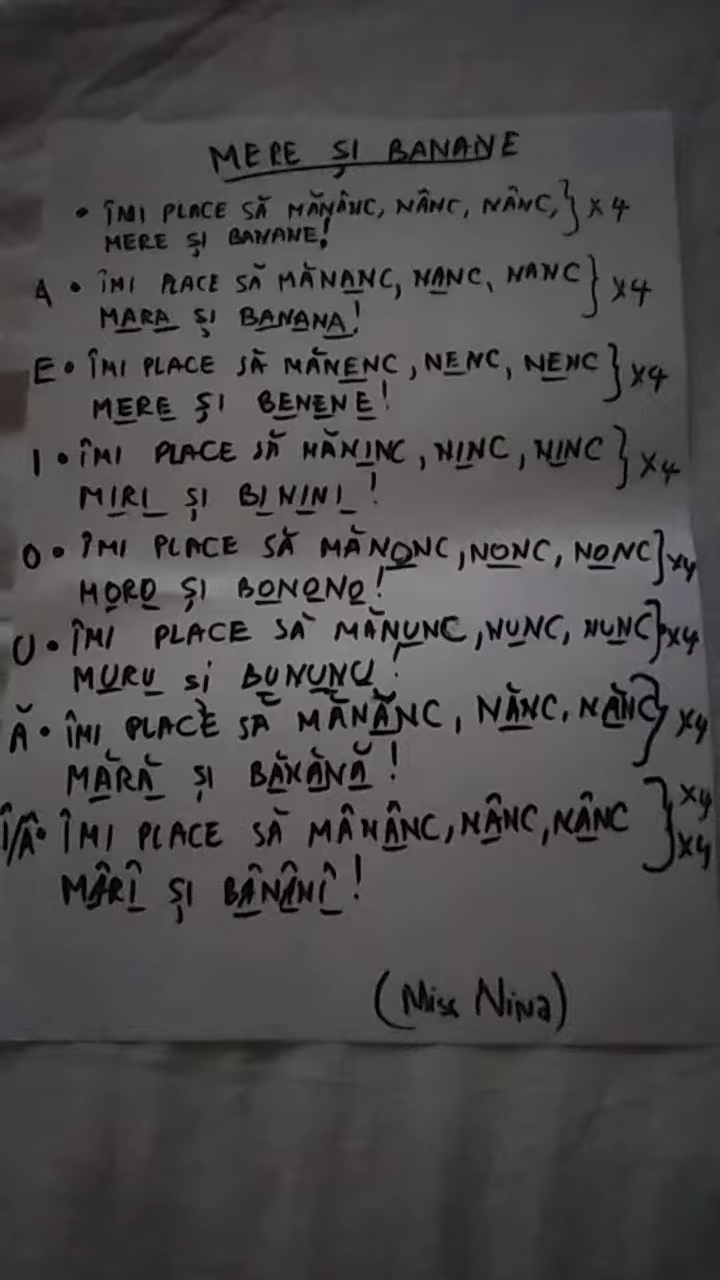 MERE ȘI BANANE
• ÎMI PLACE SĂ MĂNÂNC, NÂNC, NÂNC, } X4
MERE ȘI BANANE!
A • ÎMI PLACE SĂ MĂNANC, NANC, NANC } X4
MARA ȘI BANANA!
E • ÎMI PLACE SĂ MĂNENC, NENC, NENC } X4
MERE ȘI BENENE!
I • ÎMI PLACE SĂ MĂNINC, NINC, NINC } X4
MIRI ȘI BININI!
O • ÎMI PLACE SĂ MĂNONC, NONC, NONC } X4
MORO ȘI BONONO!
U • ÎMI PLACE SĂ MĂNUNC, NUNC, NUNC } X4
MURU și BUNUNU!
Ă • ÎMI PLACE SĂ MĂNĂNC, NĂNC, NĂNC } X4
MĂRĂ ȘI BĂNĂNĂ!
Î/Â • ÎMI PLACE SĂ MÂNÂNC, NÂNC, NÂNC } X4
X4
MÂRÎ ȘI BÂNÂNÎ!
(Miss Nina)